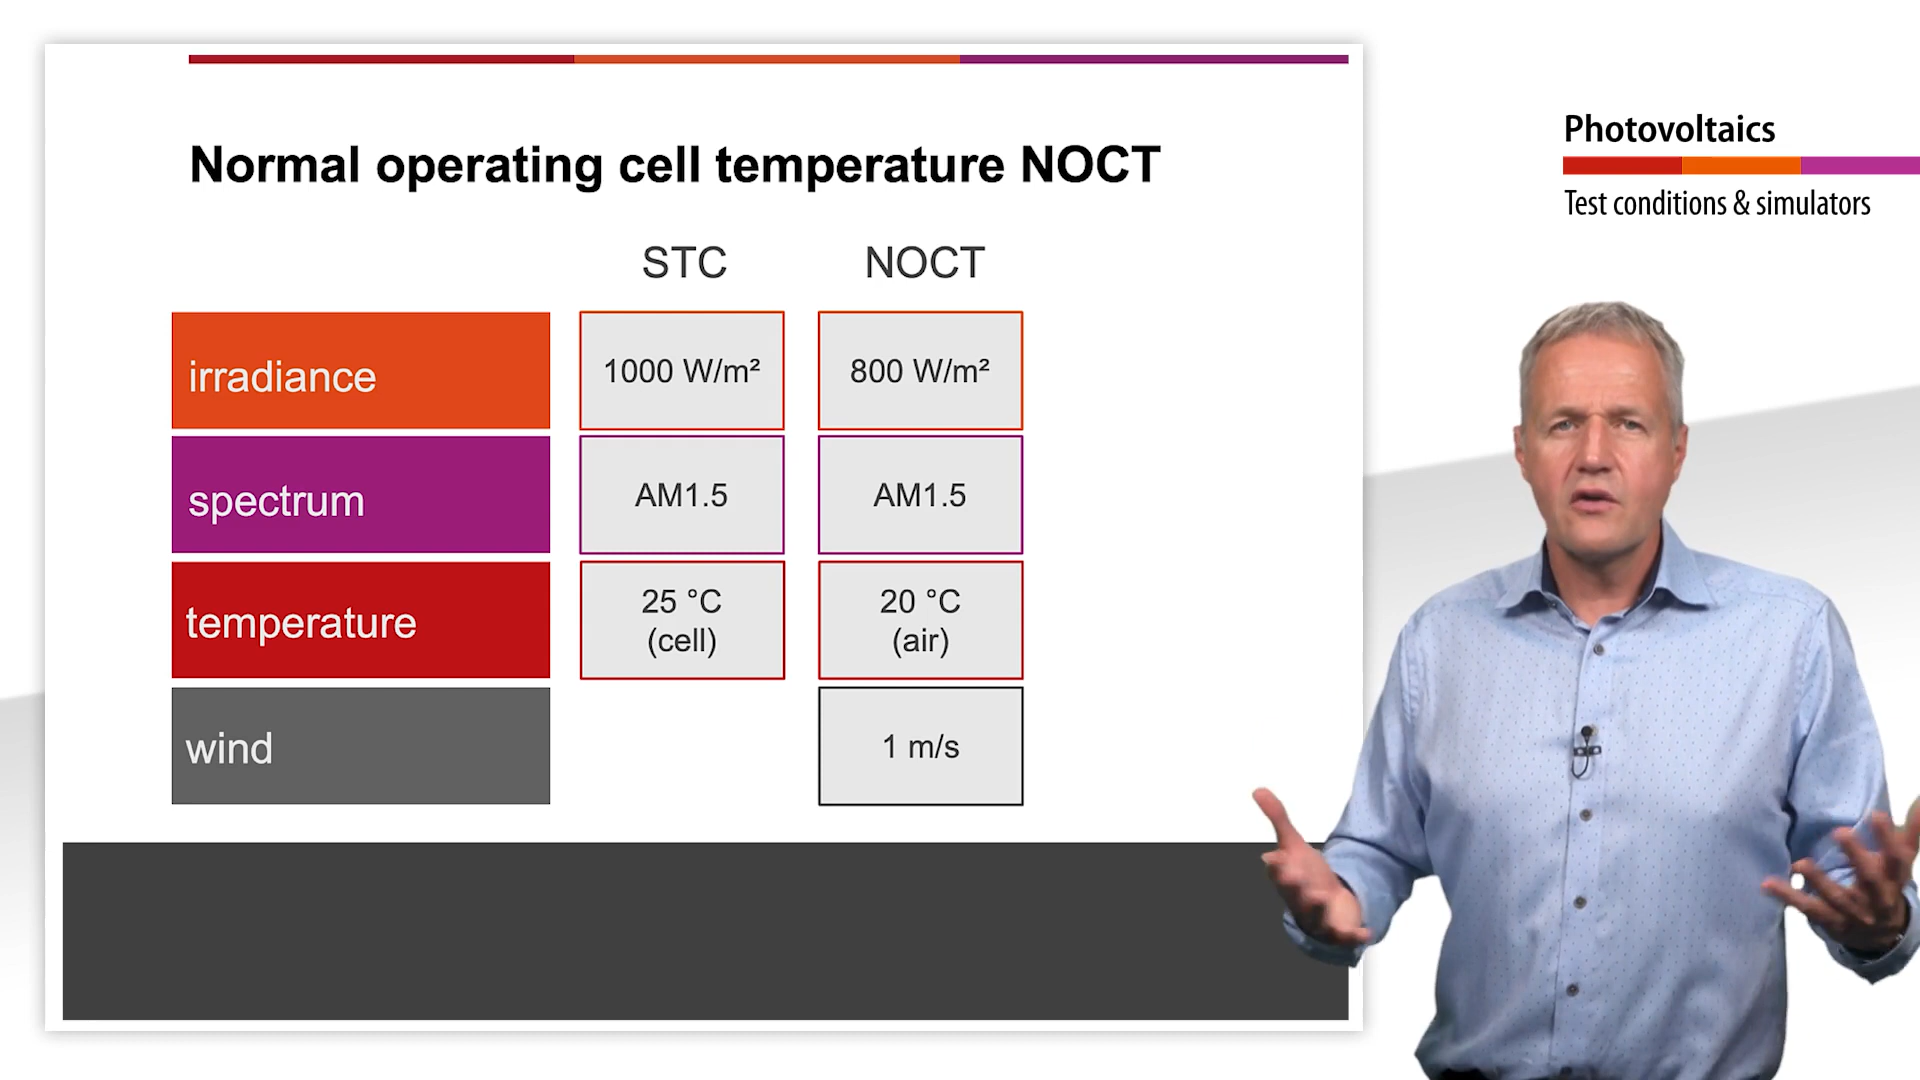 Normal operating cell temperature NOCT
STC NOCT
irradiance 1000 W/m² 800 W/m²
spectrum AM1.5 AM1.5
temperature 25 °C (cell) 20 °C (air)
wind 1 m/s
Photovoltaics
Test conditions & simulators